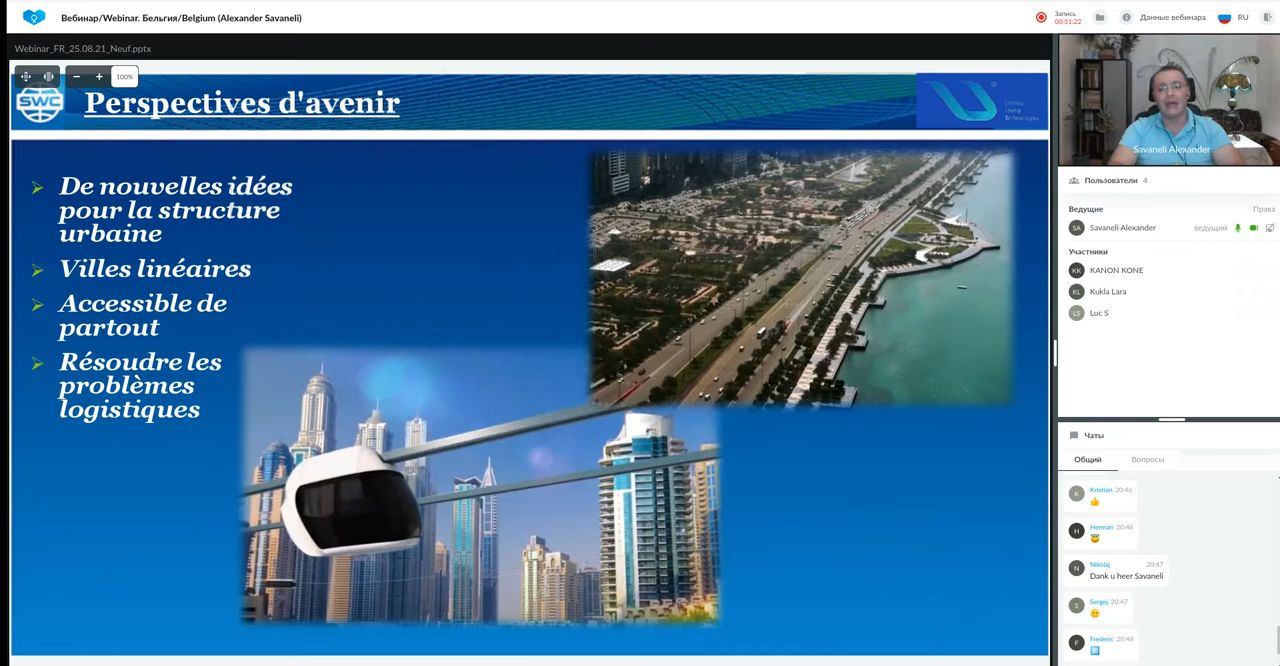 Вебинар/Webinar. Бельгия/Belgium (Alexander Savaneli)
Запись
00:51:22
Данные вебинара
RU
Webinar_FR_25.08.21_Neuf.pptx
100%
SWC
Perspectives d'avenir
De nouvelles idées
pour la structure
urbaine
Villes linéaires
Accessible de
partout
Résoudre les
problèmes
logistiques
Savaneli Alexander
Пользователи 4
Ведущие Права
SA Savaneli Alexander ведущий
Участники
KK KANON KONE
KL Kukla Lara
LS Luc S
Чаты
Общий Вопросы
K Kristian 20:46
H Herman 20:46
N Nikolaj 20:47
Dank u heer Savaneli
S Sergej 20:47
F Frederic 20:48